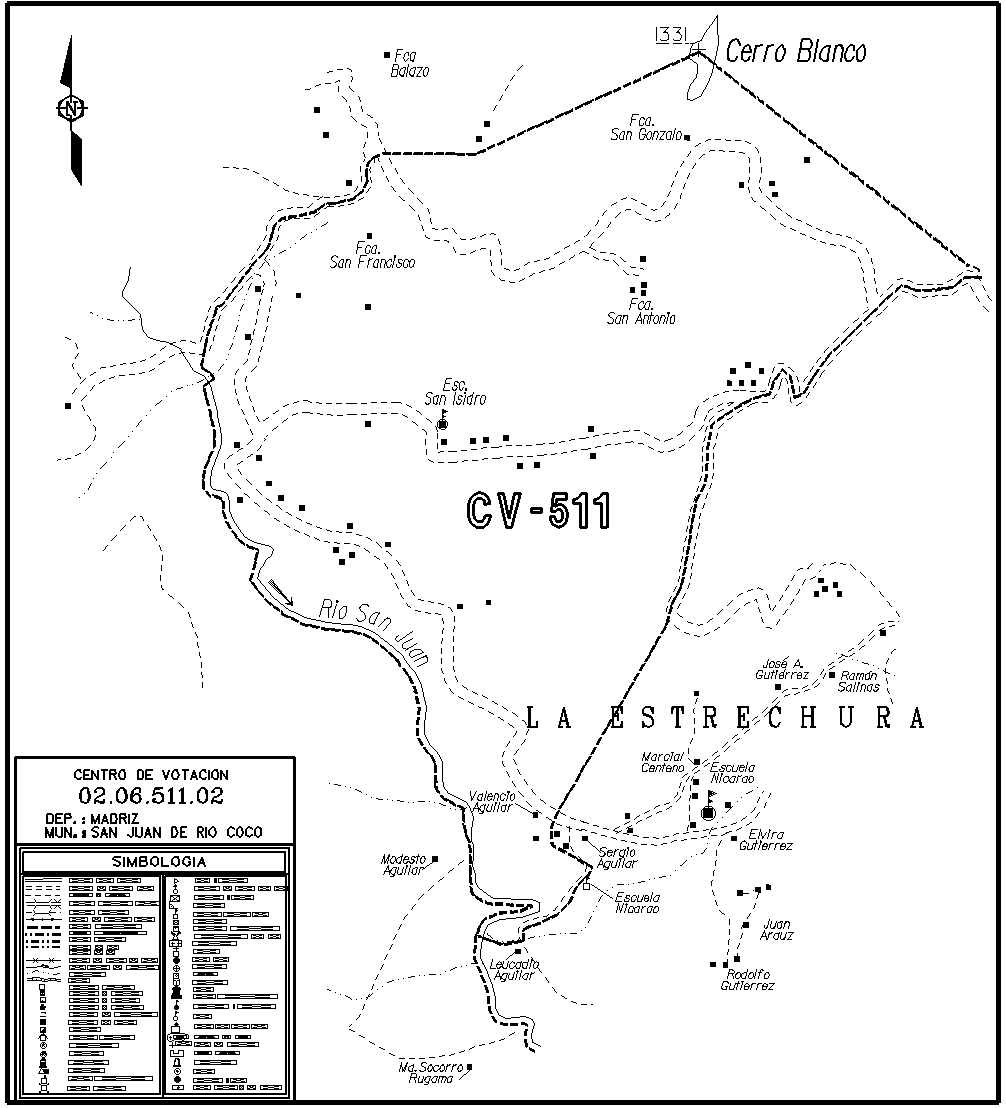 1331
Cerro Blanco
Fca
Balazo
N
Fca.
San Gonzalo
Fca.
San Francisco
Fca.
San Antonio
Esc.
San Isidro
CV-511
Rio San Juan
José A.
Gutierrez
Ramón
Salinas
LA ESTRECHURA
Marcial
Centeno
Escuela
Nicarao
Valencio
Aguilar
Elvira
Gutierrez
Sergio
Aguilar
Modesto
Aguilar
Escuela
Nicarao
Juan
Arauz
Leucadio
Aguilar
Rodolfo
Gutierrez
Ma. Socorro
Rugama
CENTRO DE VOTACION
02.06.511.02
DEP.: MADRIZ
MUN.: SAN JUAN DE RIO COCO
SIMBOLOGIA